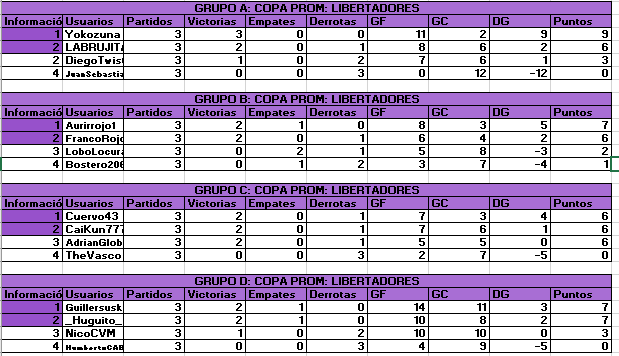 GRUPO A: COPA PROM: LIBERTADORES
Informació Usuarios Partidos Victorias Empates Derrotas GF GC DG Puntos
1 Yokozuna 3 3 0 0 11 2 9 9
2 LABRUJIT 3 2 0 1 8 6 2 6
2 DiegoTwis 3 1 0 2 7 6 1 3
4 JuanSebastia 3 0 0 3 0 12 -12 0
GRUPO B: COPA PROM: LIBERTADORES
Informació Usuarios Partidos Victorias Empates Derrotas GF GC DG Puntos
1 Aurirrojo1 3 2 1 0 8 3 5 7
2 FrancoRojo 3 2 0 1 6 4 2 6
3 LoboLocura 3 0 2 1 5 8 -3 2
4 Bostero206 3 0 1 2 3 7 -4 1
GRUPO C: COPA PROM: LIBERTADORES
Informació Usuarios Partidos Victorias Empates Derrotas GF GC DG Puntos
1 Cuervo43 3 2 0 1 7 3 4 6
2 CaiKun777 3 2 0 1 7 6 1 6
3 AdrianGlob 3 2 0 1 5 5 0 6
4 TheVasco 3 0 0 3 2 7 -5 0
GRUPO D: COPA PROM: LIBERTADORES
Informació Usuarios Partidos Victorias Empates Derrotas GF GC DG Puntos
1 Guillersusk 3 2 1 0 14 11 3 7
2 _Huguito_ 3 2 1 0 10 8 2 7
3 NicoCVM 3 1 0 2 10 10 0 3
4 HumbertoCAB 3 0 0 3 4 9 -5 0